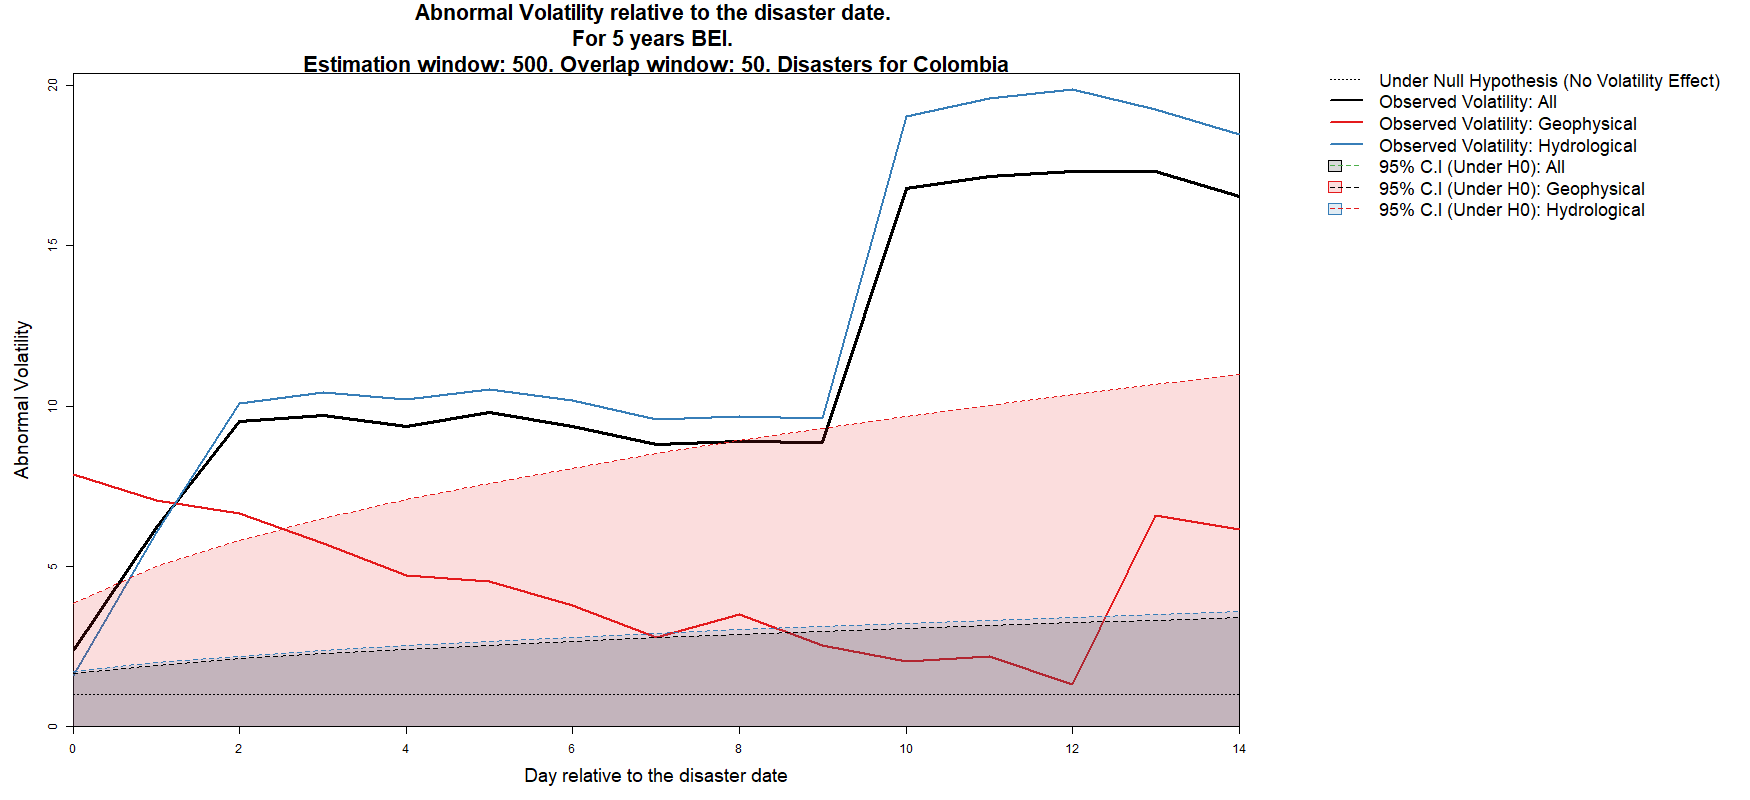 Abnormal Volatility relative to the disaster date.
For 5 years BEI.
Estimation window: 500. Overlap window: 50. Disasters for Colombia
Under Null Hypothesis (No Volatility Effect)
Observed Volatility: All
Observed Volatility: Geophysical
Observed Volatility: Hydrological
95% C.I (Under H0): All
95% C.I (Under H0): Geophysical
95% C.I (Under H0): Hydrological
Abnormal Volatility
20
15
10
5
0
0 2 4 6 8 10 12 14
Day relative to the disaster date